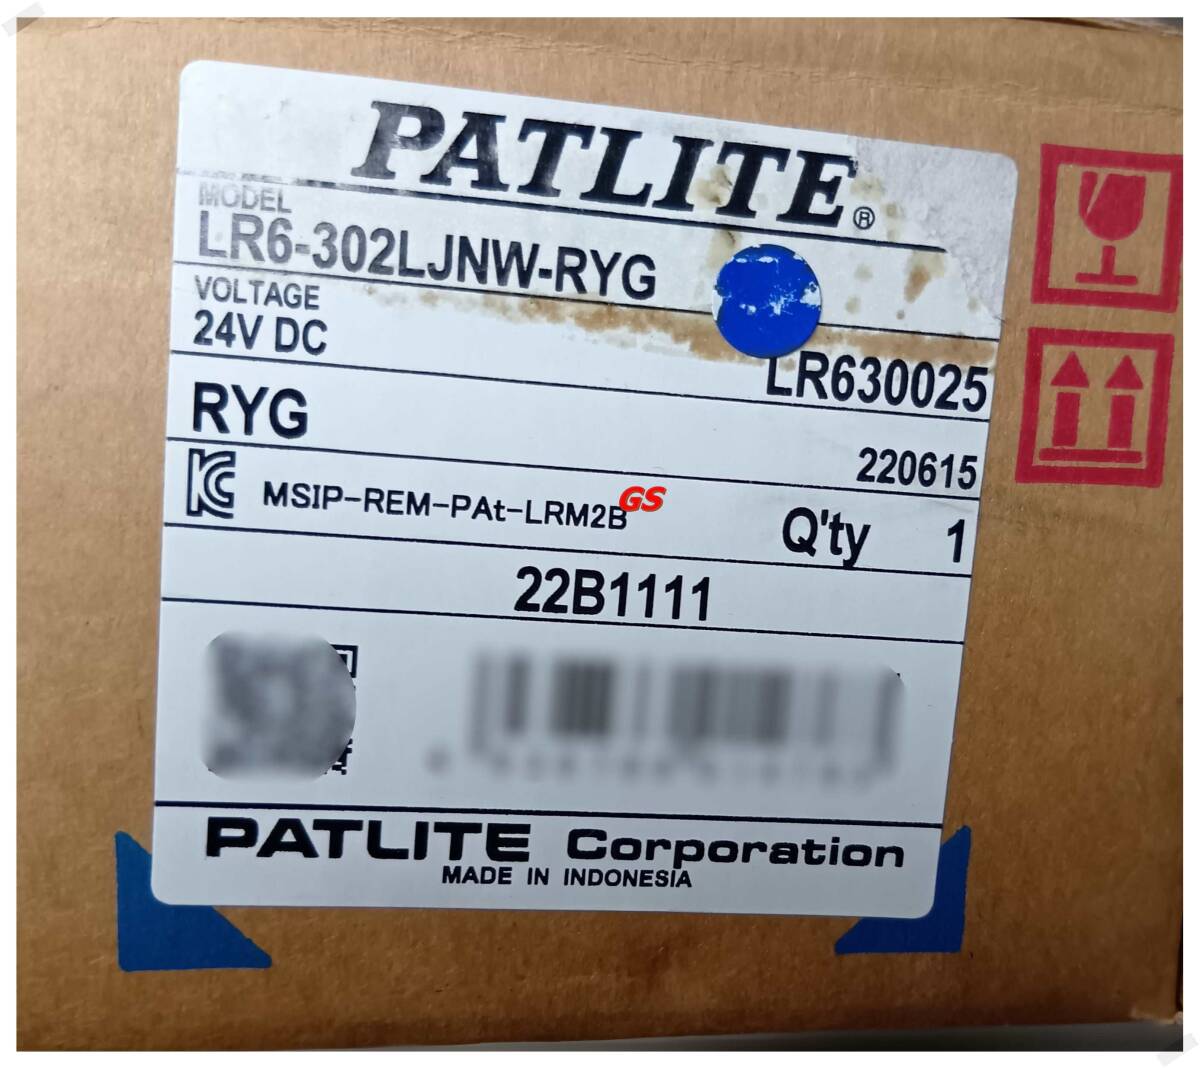 PATLITE®
MODEL
LR6-302LJNW-RYG
VOLTAGE
24V DC
LR630025
RYG
220615
MSIP-REM-PAt-LRM2B
GS
Q'ty 1
22B1111
PATLITE Corporation
MADE IN INDONESIA